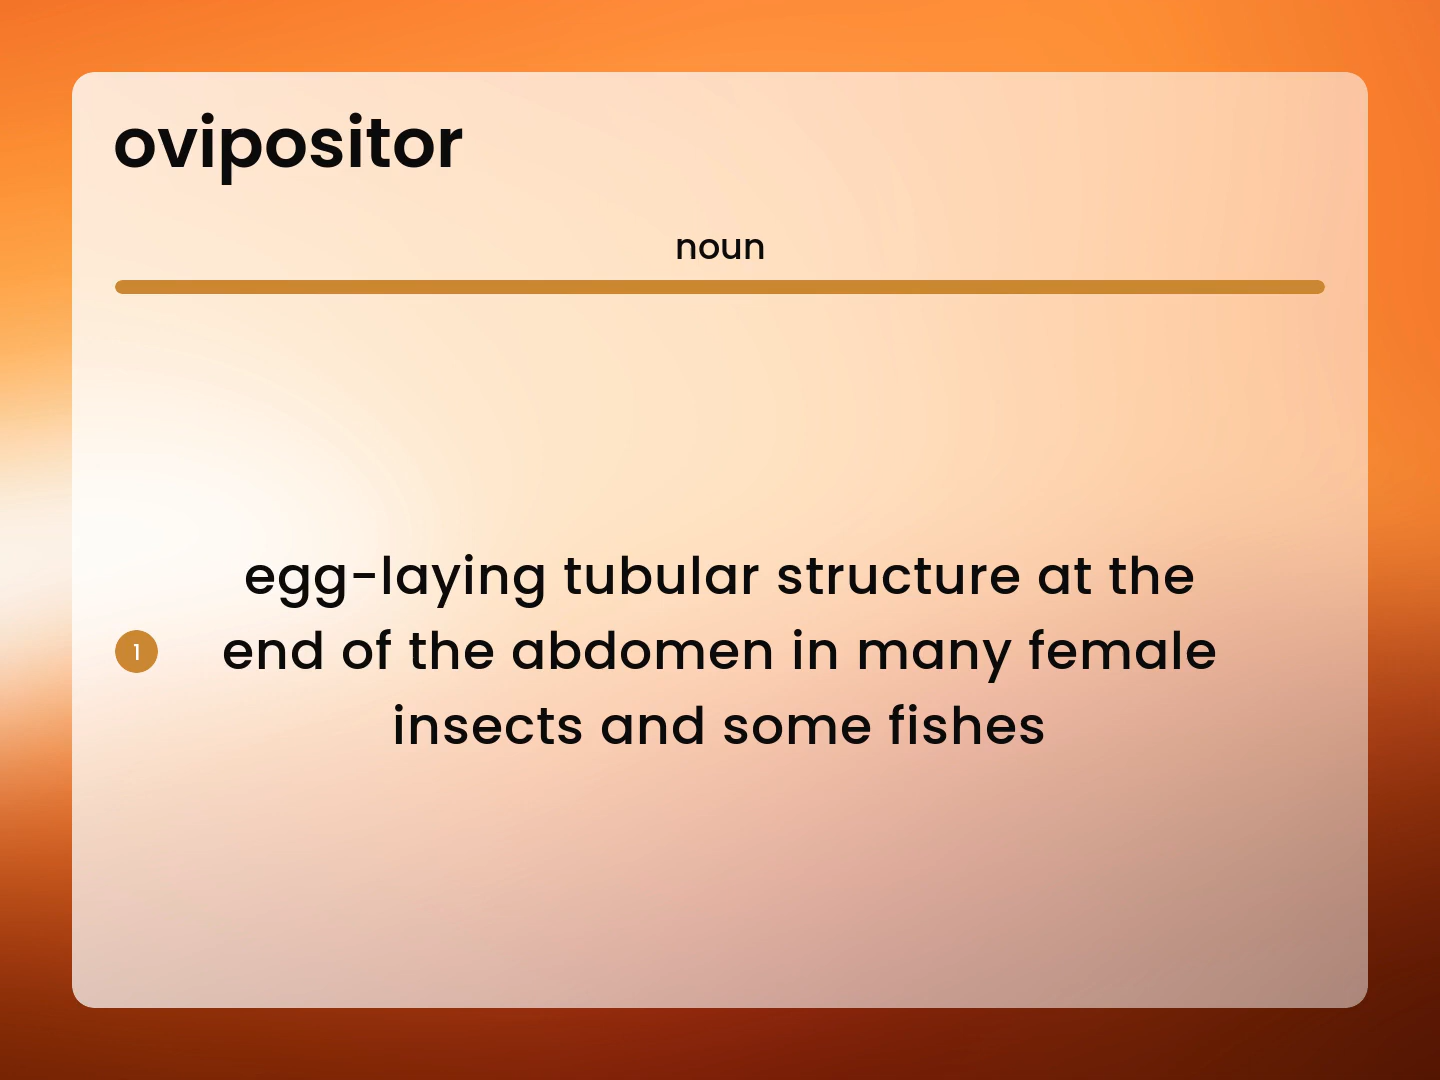 ovipositor
noun
egg-laying tubular structure at the
1 end of the abdomen in many female
insects and some fishes